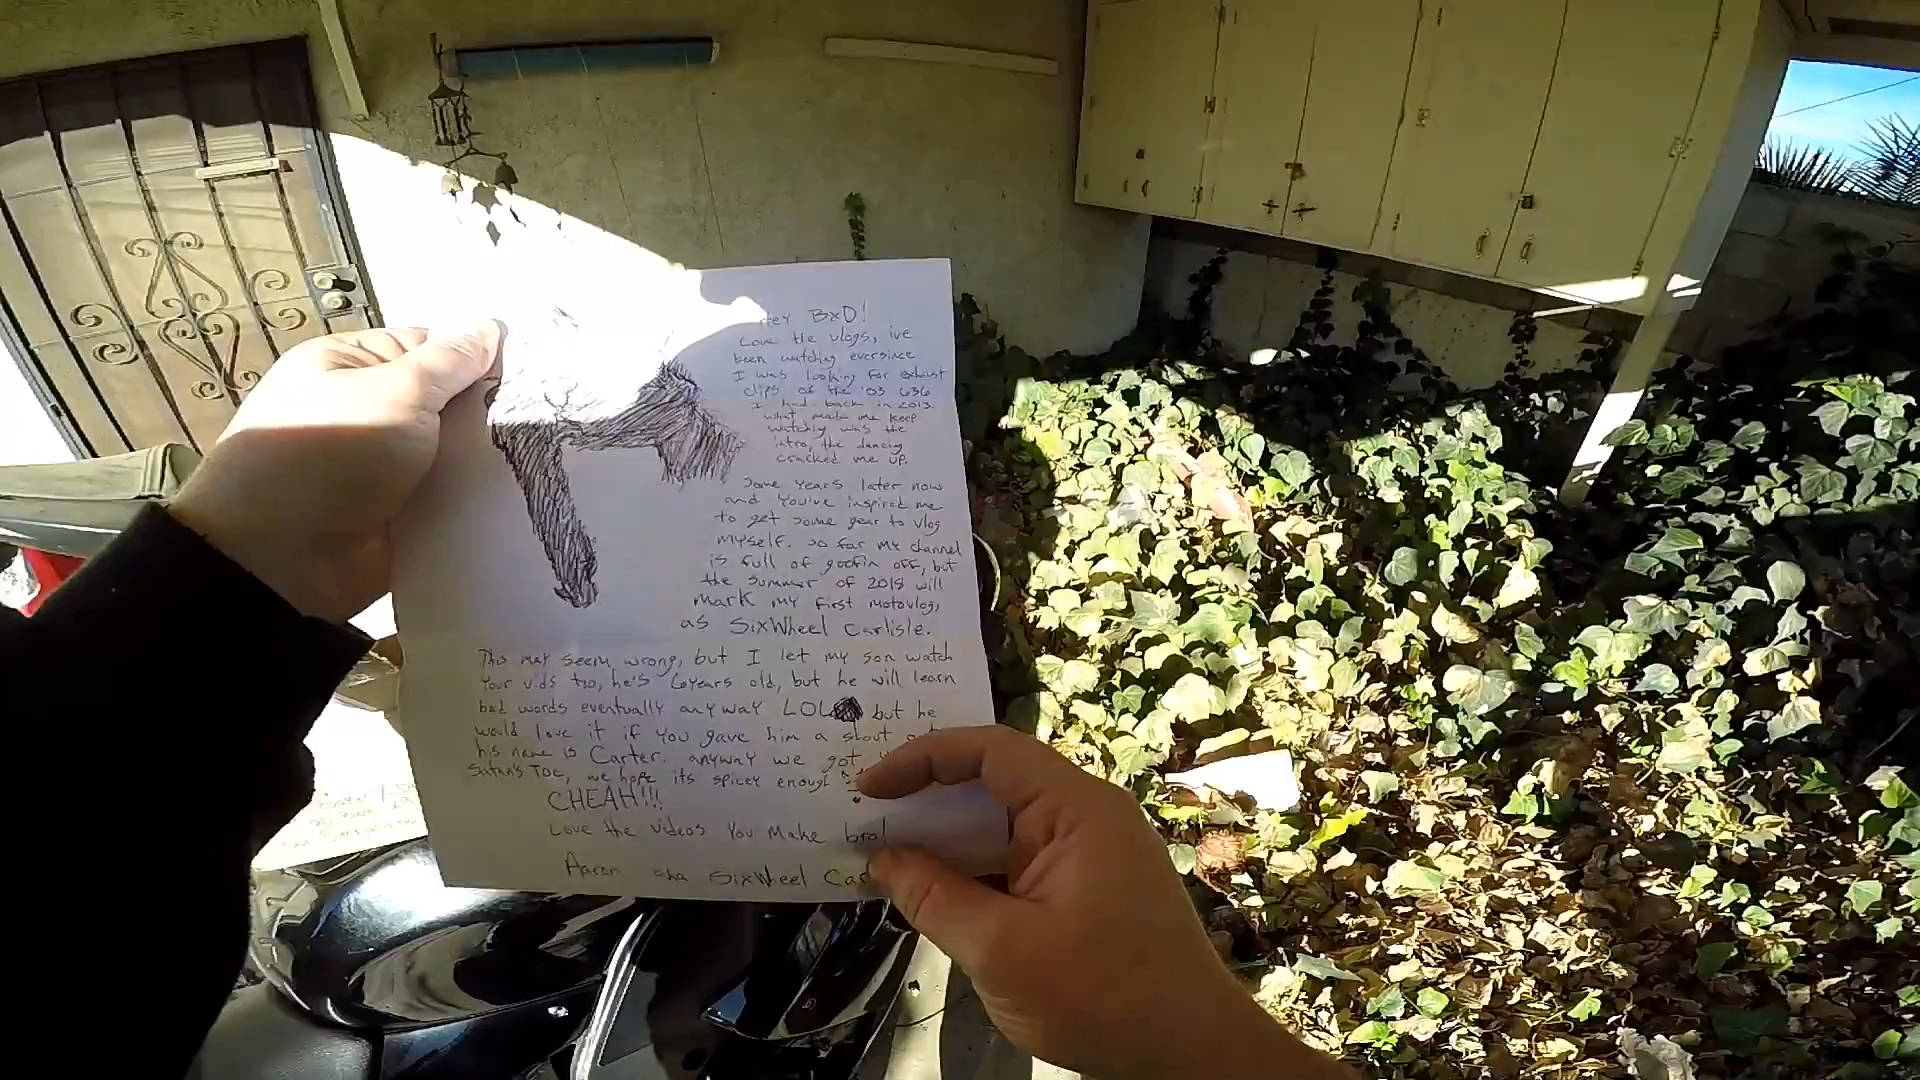 Hey BxD!
Love the vlogs, ive
been watching eversince
I was looking for exhaust
clips of the '03 636
I had back in 2013.
what made me keep
watching was the
intro, the dancing
cracked me up.
Some years later now
and You've inspired me
to get some gear to vlog
myself. so far my channel
is full of goofin off, but
the summer of 2018 will
mark my first motovlog,
as SixWheel Carlisle.
This may seem wrong, but I let my son watch
Your vids too, he's 6years old, but he will learn
bad words eventually anyway LOL but he
would love it if you gave him a shout
his name is Carter. anyway we got
Satan's Toe, we hope its spicey enough
CHEAH!!!
Love the videos You make bro!
Aaron aka SixWheel